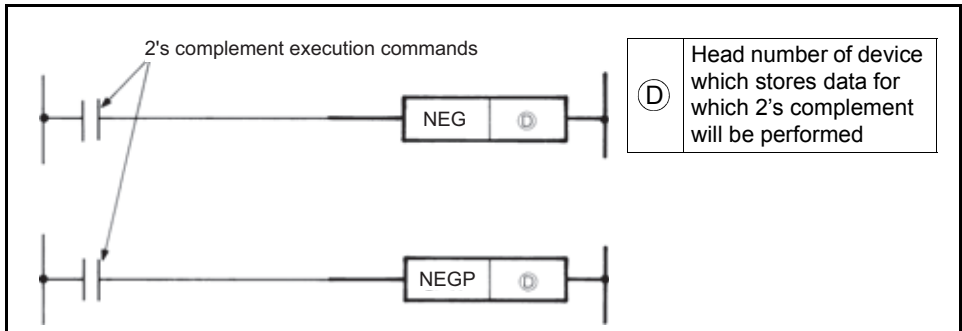 2's complement execution commands
NEG Ⓓ
Ⓓ Head number of device
which stores data for
which 2’s complement
will be performed
NEGP Ⓓ